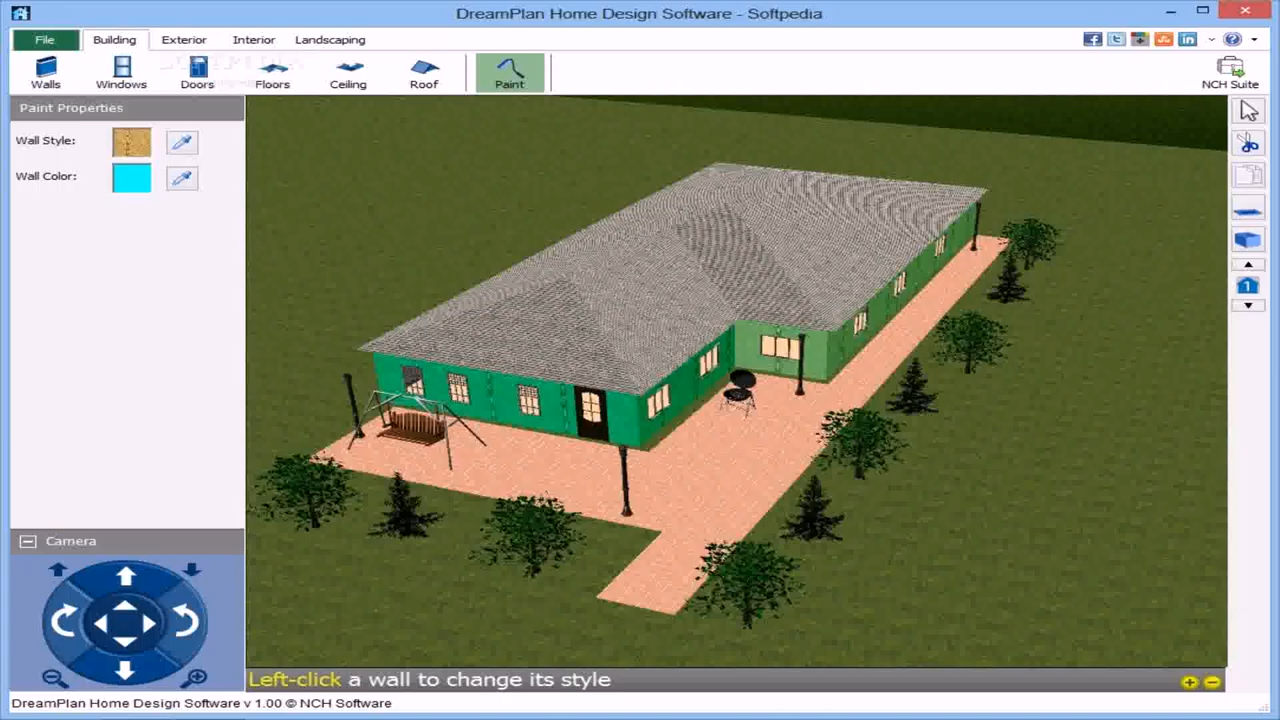 DreamPlan Home Design Software - Softpedia
File Building Exterior Interior Landscaping
Walls Windows Doors Floors Ceiling Roof Paint NCH Suite
SOFTPEDIA
Paint Properties
Wall Style:
Wall Color:
1
Camera
Left-click a wall to change its style
DreamPlan Home Design Software v 1.00 © NCH Software